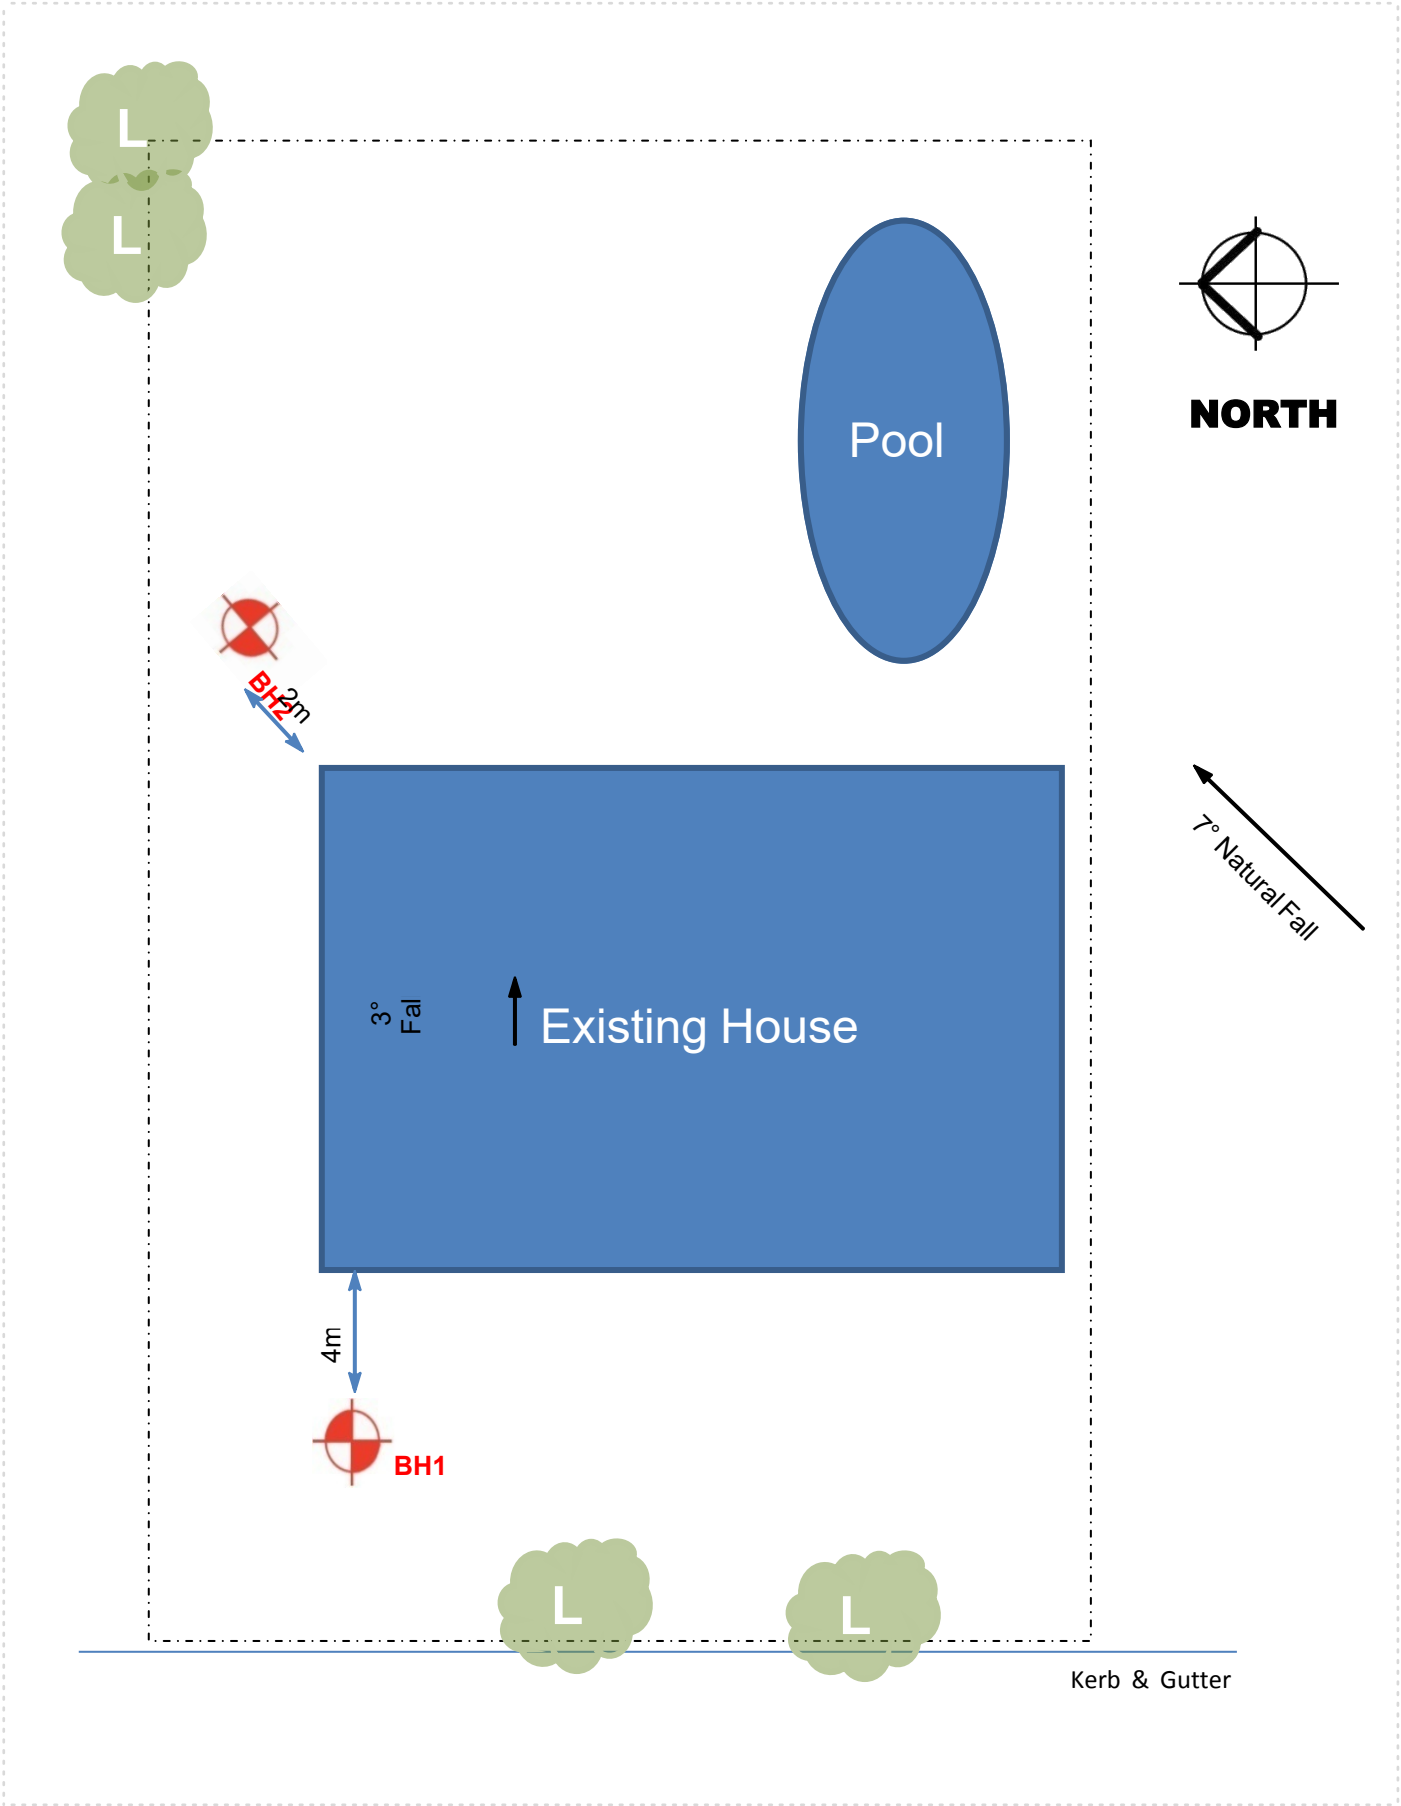 L
L
NORTH
Pool
BH2
2m
7° Natural Fall
3°
Fal
Existing House
4m
BH1
L
L
Kerb & Gutter